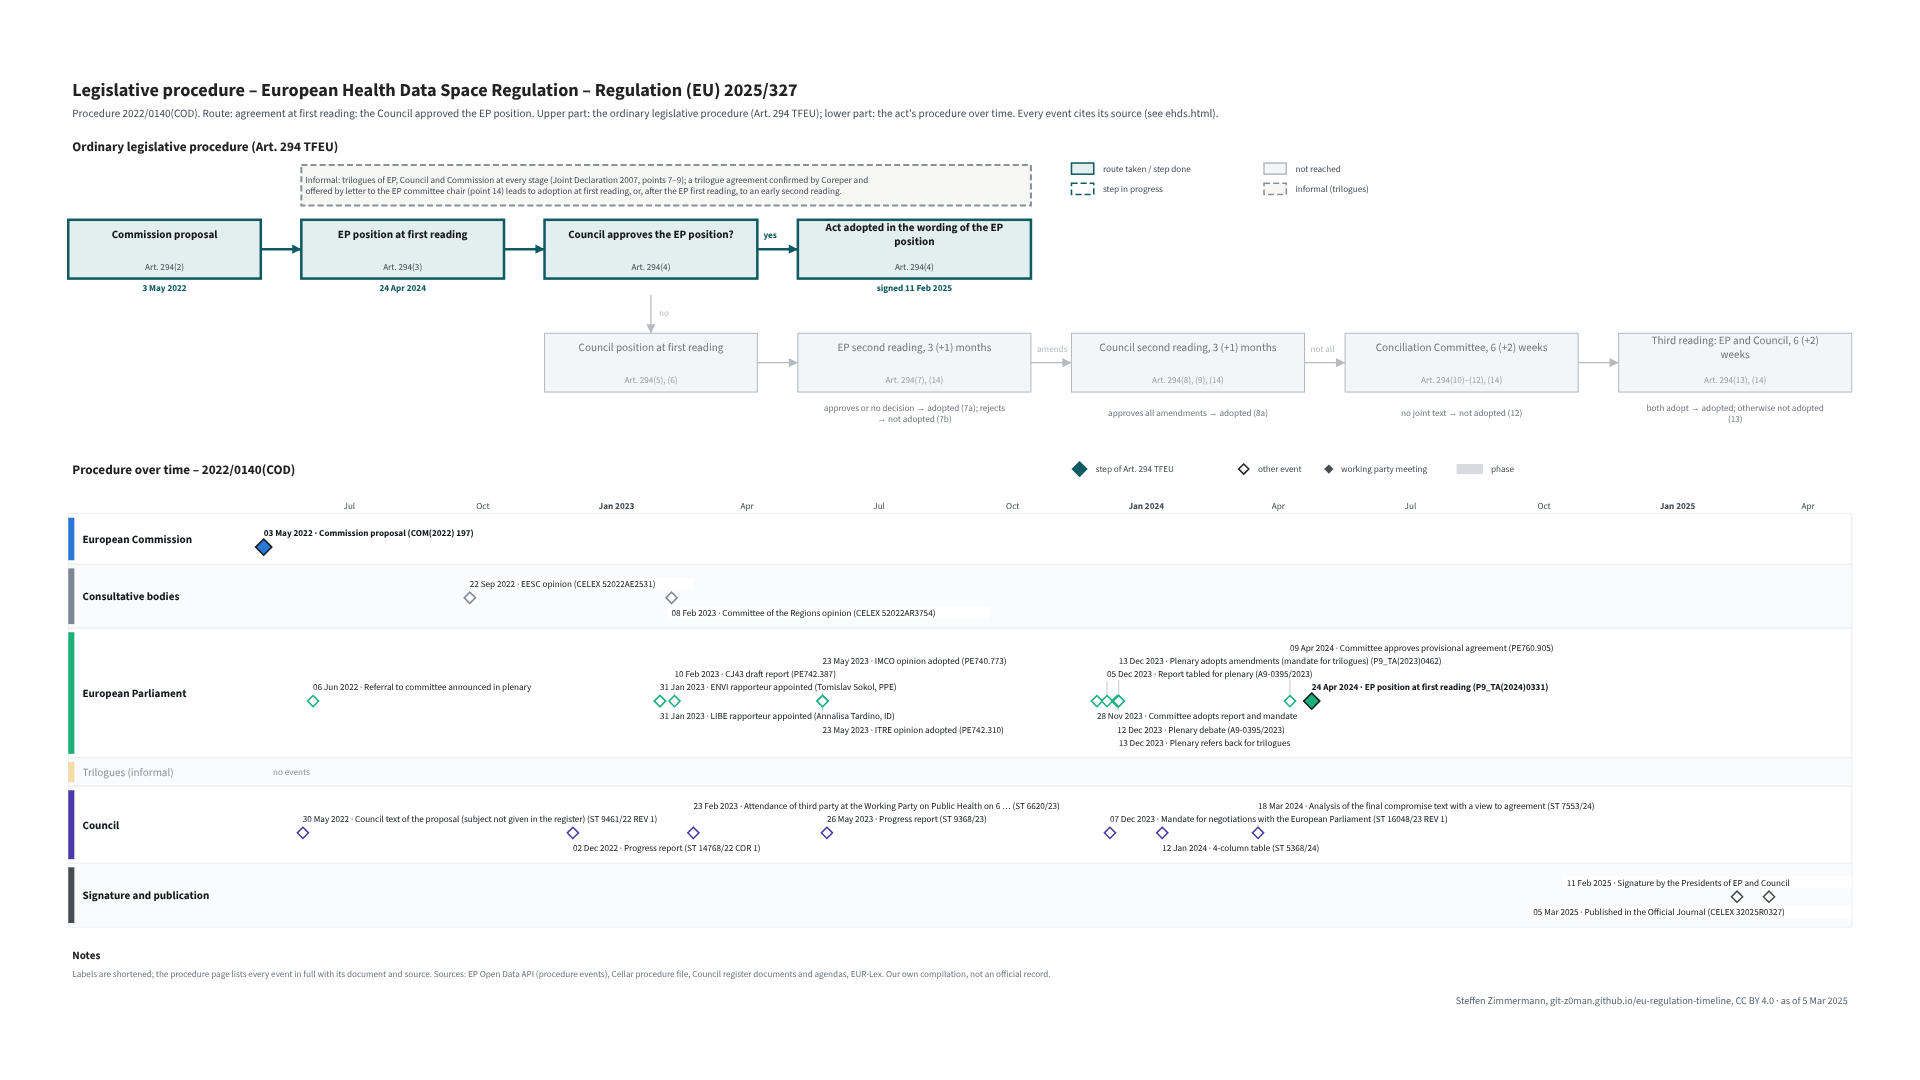 Legislative procedure – European Health Data Space Regulation – Regulation (EU) 2025/327
Procedure 2022/0140(COD). Route: agreement at first reading: the Council approved the EP position. Upper part: the ordinary legislative procedure (Art. 294 TFEU); lower part: the act's procedure over time. Every event cites its source (see ehds.html).
Ordinary legislative procedure (Art. 294 TFEU)
Informal: trilogues of EP, Council and Commission at every stage (Joint Declaration 2007, points 7–9); a trilogue agreement confirmed by Coreper and
offered by letter to the EP committee chair (point 14) leads to adoption at first reading, or, after the EP first reading, to an early second reading.
route taken / step done
not reached
step in progress
informal (trilogues)
Commission proposal
Art. 294(2)
3 May 2022
EP position at first reading
Art. 294(3)
24 Apr 2024
Council approves the EP position?
Art. 294(4)
yes
Act adopted in the wording of the EP
position
Art. 294(4)
signed 11 Feb 2025
no
Council position at first reading
Art. 294(5), (6)
EP second reading, 3 (+1) months
Art. 294(7), (14)
approves or no decision → adopted (7a); rejects
→ not adopted (7b)
amends
Council second reading, 3 (+1) months
Art. 294(8), (9), (14)
approves all amendments → adopted (8a)
not all
Conciliation Committee, 6 (+2) weeks
Art. 294(10)–(12), (14)
no joint text → not adopted (12)
Third reading: EP and Council, 6 (+2)
weeks
Art. 294(13), (14)
both adopt → adopted; otherwise not adopted
(13)
Procedure over time – 2022/0140(COD)
step of Art. 294 TFEU
other event
working party meeting
phase
Jul
Oct
Jan 2023
Apr
Jul
Oct
Jan 2024
Apr
Jul
Oct
Jan 2025
Apr
European Commission
03 May 2022 · Commission proposal (COM(2022) 197)
Consultative bodies
22 Sep 2022 · EESC opinion (CELEX 52022AE2531)
08 Feb 2023 · Committee of the Regions opinion (CELEX 52022AR3754)
European Parliament
09 Apr 2024 · Committee approves provisional agreement (PE760.905)
23 May 2023 · IMCO opinion adopted (PE740.773)
13 Dec 2023 · Plenary adopts amendments (mandate for trilogues) (P9_TA(2023)0462)
10 Feb 2023 · CJ43 draft report (PE742.387)
05 Dec 2023 · Report tabled for plenary (A9-0395/2023)
06 Jun 2022 · Referral to committee announced in plenary
31 Jan 2023 · ENVI rapporteur appointed (Tomislav Sokol, PPE)
24 Apr 2024 · EP position at first reading (P9_TA(2024)0331)
31 Jan 2023 · LIBE rapporteur appointed (Annalisa Tardino, ID)
28 Nov 2023 · Committee adopts report and mandate
23 May 2023 · ITRE opinion adopted (PE742.310)
12 Dec 2023 · Plenary debate (A9-0395/2023)
13 Dec 2023 · Plenary refers back for trilogues
Trilogues (informal)
no events
Council
23 Feb 2023 · Attendance of third party at the Working Party on Public Health on 6 … (ST 6620/23)
18 Mar 2024 · Analysis of the final compromise text with a view to agreement (ST 7553/24)
30 May 2022 · Council text of the proposal (subject not given in the register) (ST 9461/22 REV 1)
26 May 2023 · Progress report (ST 9368/23)
07 Dec 2023 · Mandate for negotiations with the European Parliament (ST 16048/23 REV 1)
02 Dec 2022 · Progress report (ST 14768/22 COR 1)
12 Jan 2024 · 4-column table (ST 5368/24)
Signature and publication
11 Feb 2025 · Signature by the Presidents of EP and Council
05 Mar 2025 · Published in the Official Journal (CELEX 32025R0327)
Notes
Labels are shortened; the procedure page lists every event in full with its document and source. Sources: EP Open Data API (procedure events), Cellar procedure file, Council register documents and agendas, EUR-Lex. Our own compilation, not an official record.
Steffen Zimmermann, git-z0man.github.io/eu-regulation-timeline, CC BY 4.0 · as of 5 Mar 2025